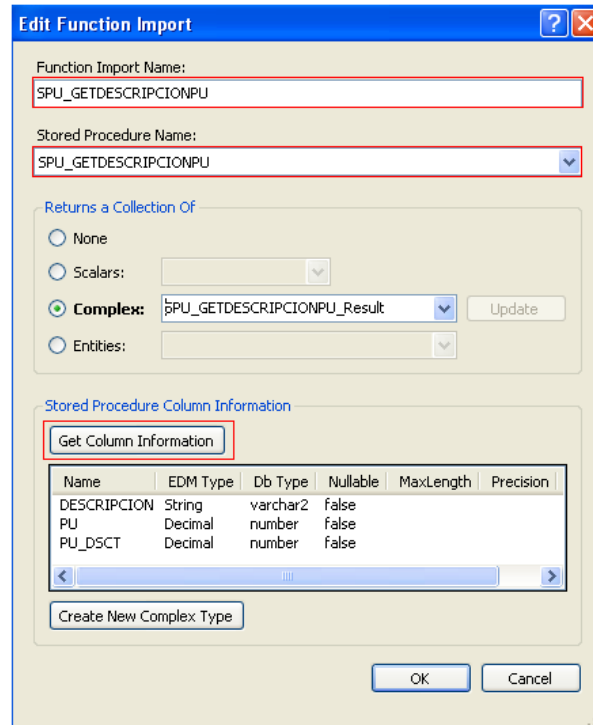 Edit Function Import
Function Import Name:
SPU_GETDESCRIPCIONPU
Stored Procedure Name:
SPU_GETDESCRIPCIONPU
Returns a Collection Of
None
Scalars:
Complex: SPU_GETDESCRIPCIONPU_Result Update
Entities:
Stored Procedure Column Information
Get Column Information
Name EDM Type Db Type Nullable MaxLength Precision
DESCRIPCION String varchar2 false
PU Decimal number false
PU_DSCT Decimal number false
Create New Complex Type
OK Cancel